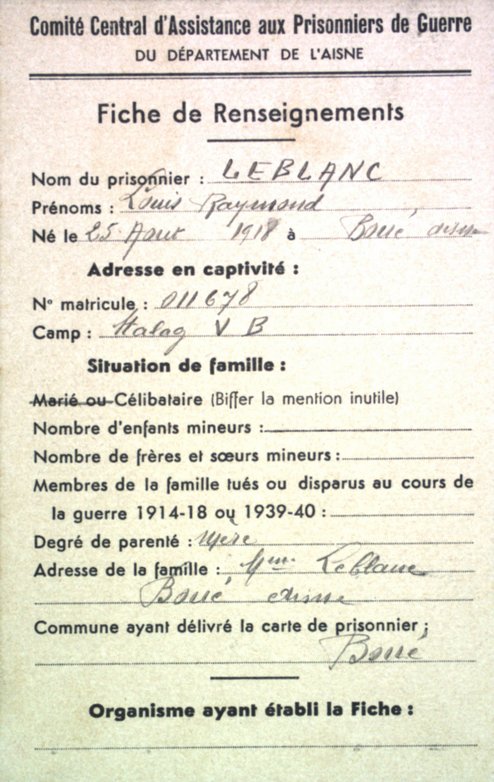 Comité Central d'Assistance aux Prisonniers de Guerre
DU DÉPARTEMENT DE L'AISNE
Fiche de Renseignements
Nom du prisonnier : LEBLANC
Prénoms : Louis Raymond
Né le 25 Aout 1918 à
Adresse en captivité :
N° matricule : 011678
Camp : Stalag V B
Situation de famille :
Marié ou Célibataire (Biffer la mention inutile)
Nombre d'enfants mineurs :
Nombre de frères et sœurs mineurs :
Membres de la famille tués ou disparus au cours de
la guerre 1914-18 ou 1939-40 :
Degré de parenté : Mère
Adresse de la famille : Mme Leblanc
Aisne
Commune ayant délivré la carte de prisonnier :
Organisme ayant établi la Fiche :